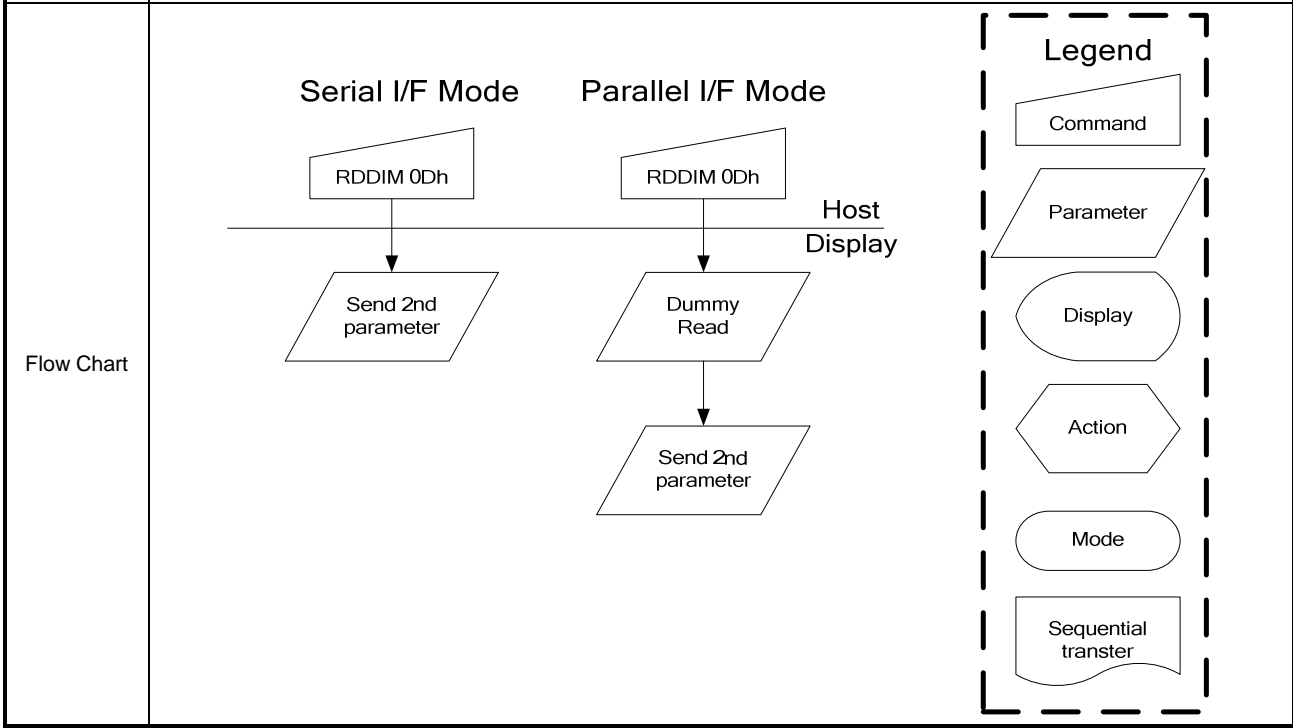 Flow Chart
Serial I/F Mode
RDDIM 0Dh
Send 2nd
parameter
Parallel I/F Mode
RDDIM 0Dh
Host
Display
Dummy
Read
Send 2nd
parameter
Legend
Command
Parameter
Display
Action
Mode
Sequential
transter